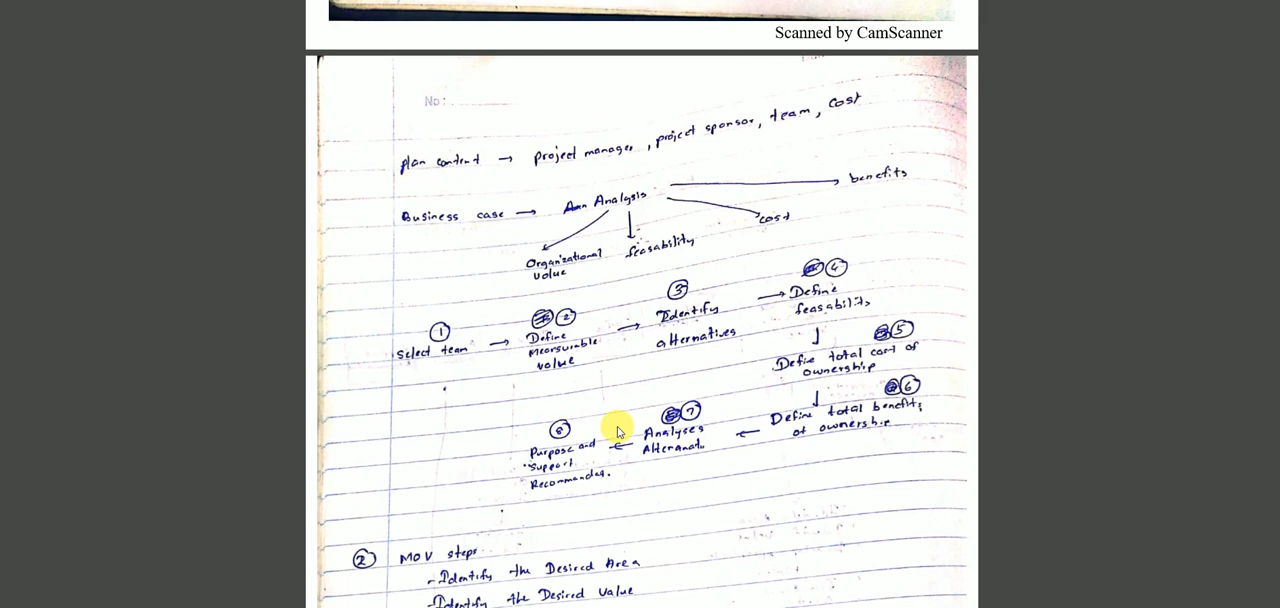 Scanned by CamScanner
No:
plan content → project manager, project sponsor, team, cost
Business case → Analysis
benefits
cost
Organizational value
feasability
① Select team →
② Define Mearsurable value →
③ Identify alternatives →
④ Define feasability
⑤ Define total cost of ownership
⑥ Define total benefits of ownership
⑦ Analyses Alteranat.
⑧ Purpose and Support Recommandes.
② MOV steps
- Identify the Desired Area
- Identify the Desired value